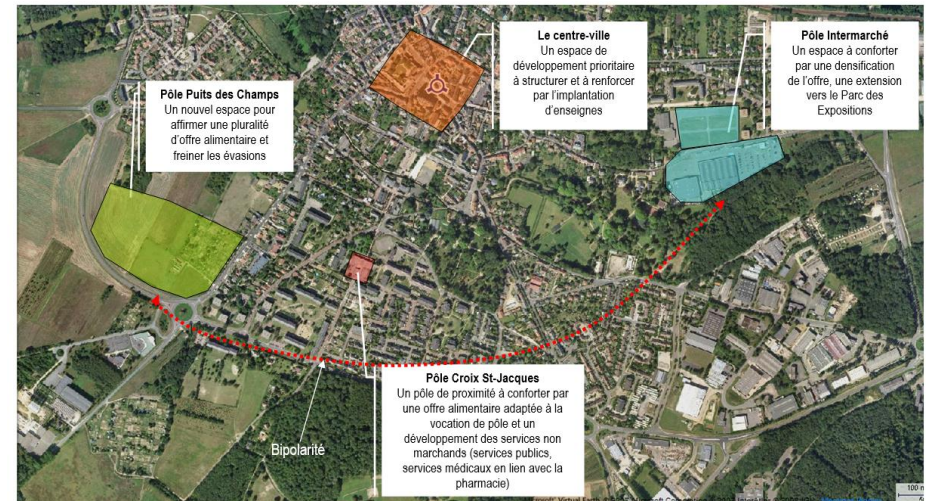 Le centre-ville
Un espace de
développement prioritaire
à structurer et à renforcer
par l'implantation
d'enseignes
Pôle Intermarché
Un espace à conforter
par une densification
de l'offre, une extension
vers le Parc des
Expositions
Pôle Puits des Champs
Un nouvel espace pour
affirmer une pluralité
d'offre alimentaire et
freiner les évasions
Pôle Croix St-Jacques
Un pôle de proximité à conforter par
une offre alimentaire adaptée à la
vocation de pôle et un
développement des services non
marchands (services publics,
services médicaux en lien avec la
pharmacie)
Bipolarité
100 m